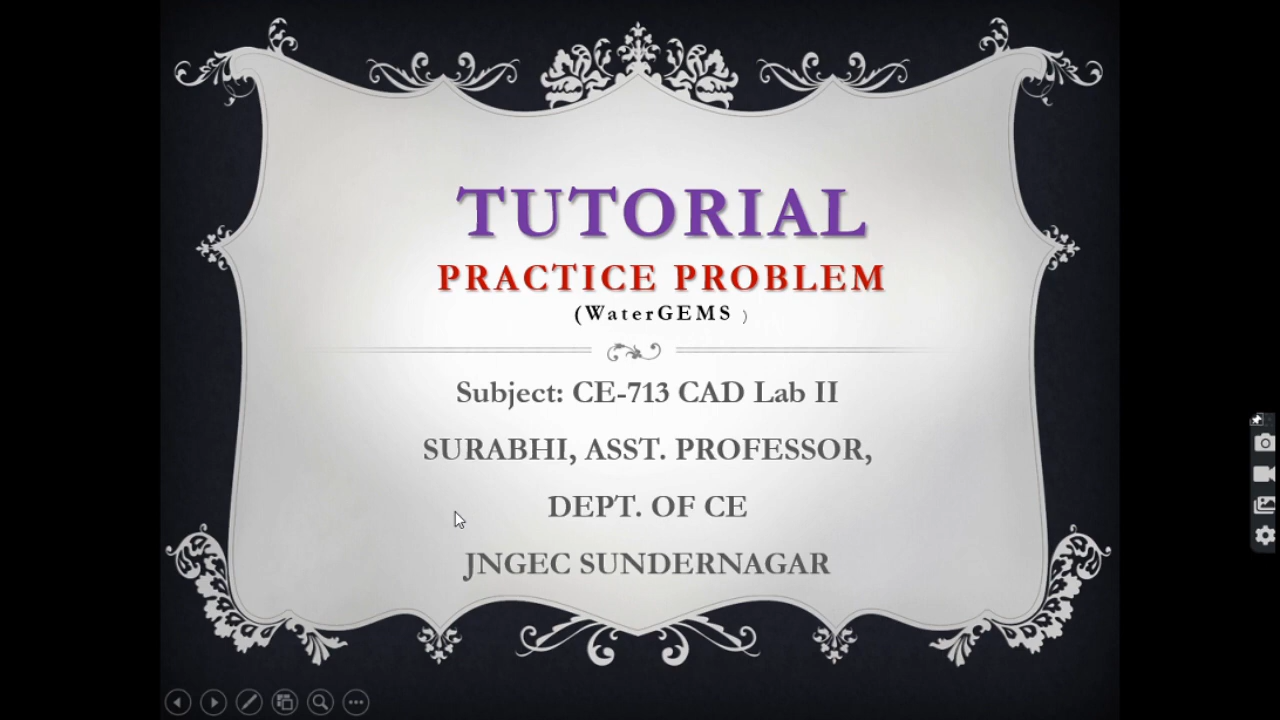 TUTORIAL
PRACTICE PROBLEM
(WaterGEMS )
Subject: CE-713 CAD Lab II
SURABHI, ASST. PROFESSOR,
DEPT. OF CE
JNGEC SUNDERNAGAR